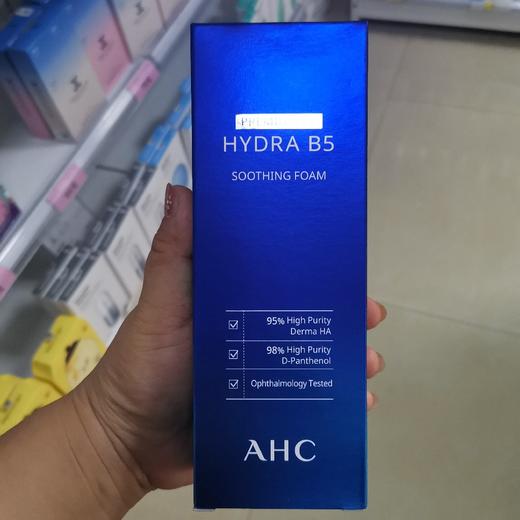 HYDRA B5
SOOTHING FOAM
95% High Purity
Derma HA
98% High Purity
D-Panthenol
Ophthalmology Tested
AHC